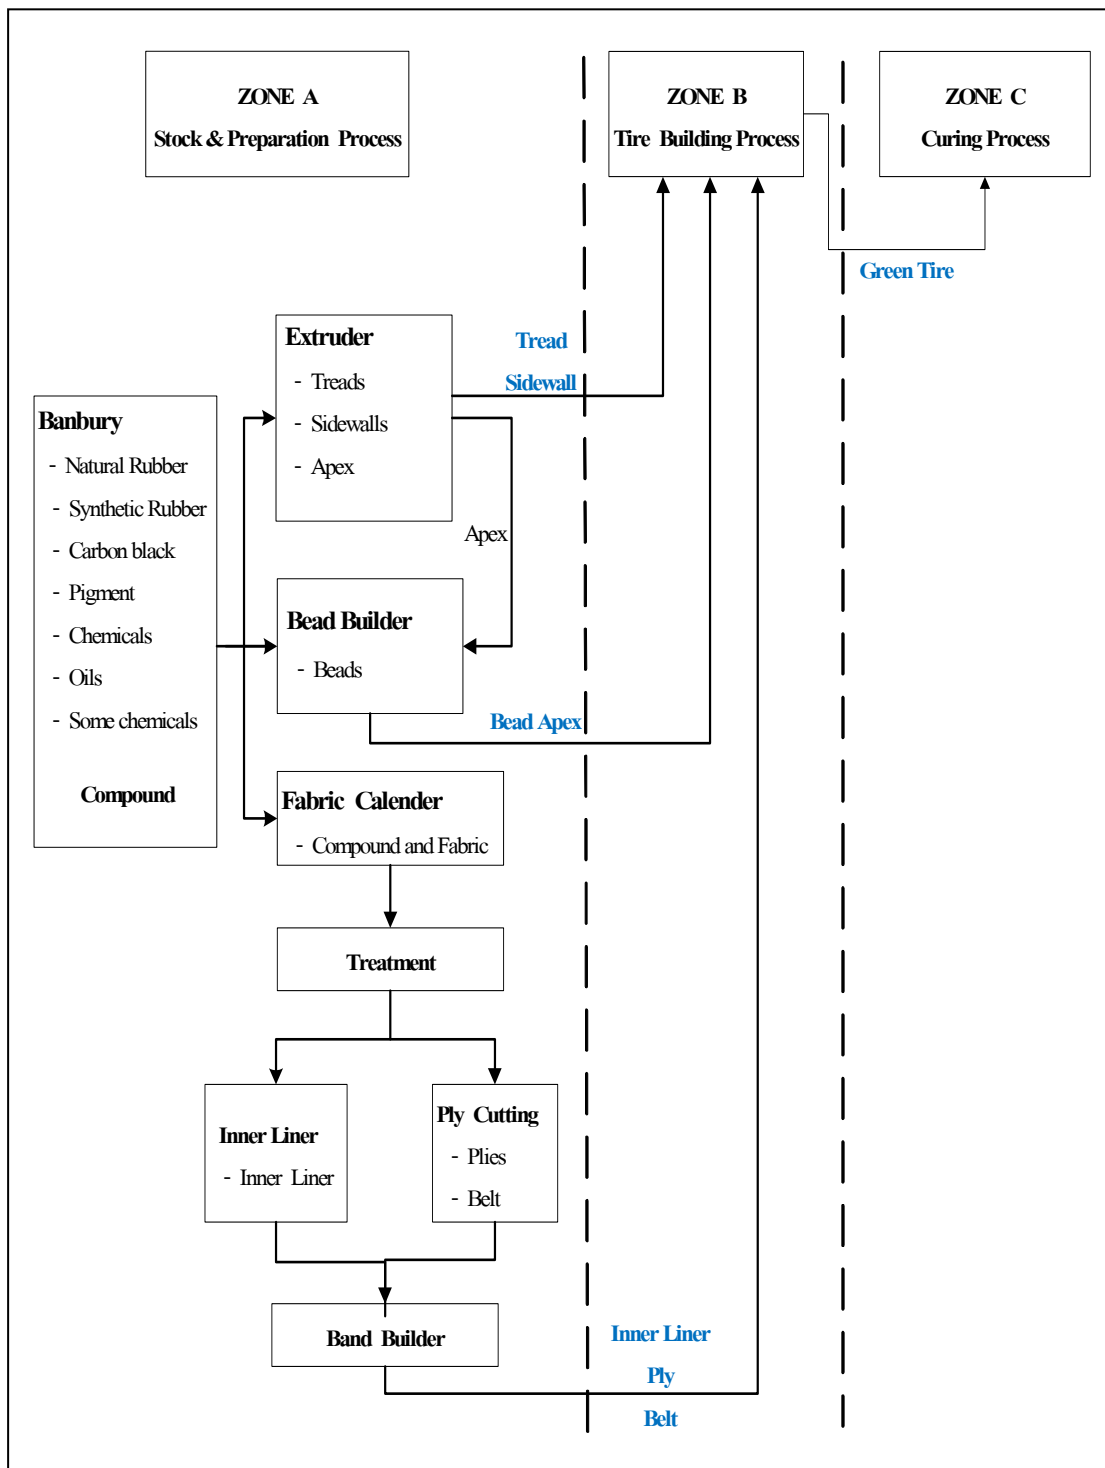 ZONE A
Stock & Preparation Process
ZONE B
Tire Building Process
ZONE C
Curing Process
Green Tire
Extruder
- Treads
- Sidewalls
- Apex
Tread
Sidewall
Banbury
- Natural Rubber
- Synthetic Rubber
- Carbon black
- Pigment
- Chemicals
- Oils
- Some chemicals
Compound
Apex
Bead Builder
- Beads
Bead Apex
Fabric Calender
- Compound and Fabric
Treatment
Inner Liner
- Inner Liner
Ply Cutting
- Plies
- Belt
Band Builder
Inner Liner
Ply
Belt